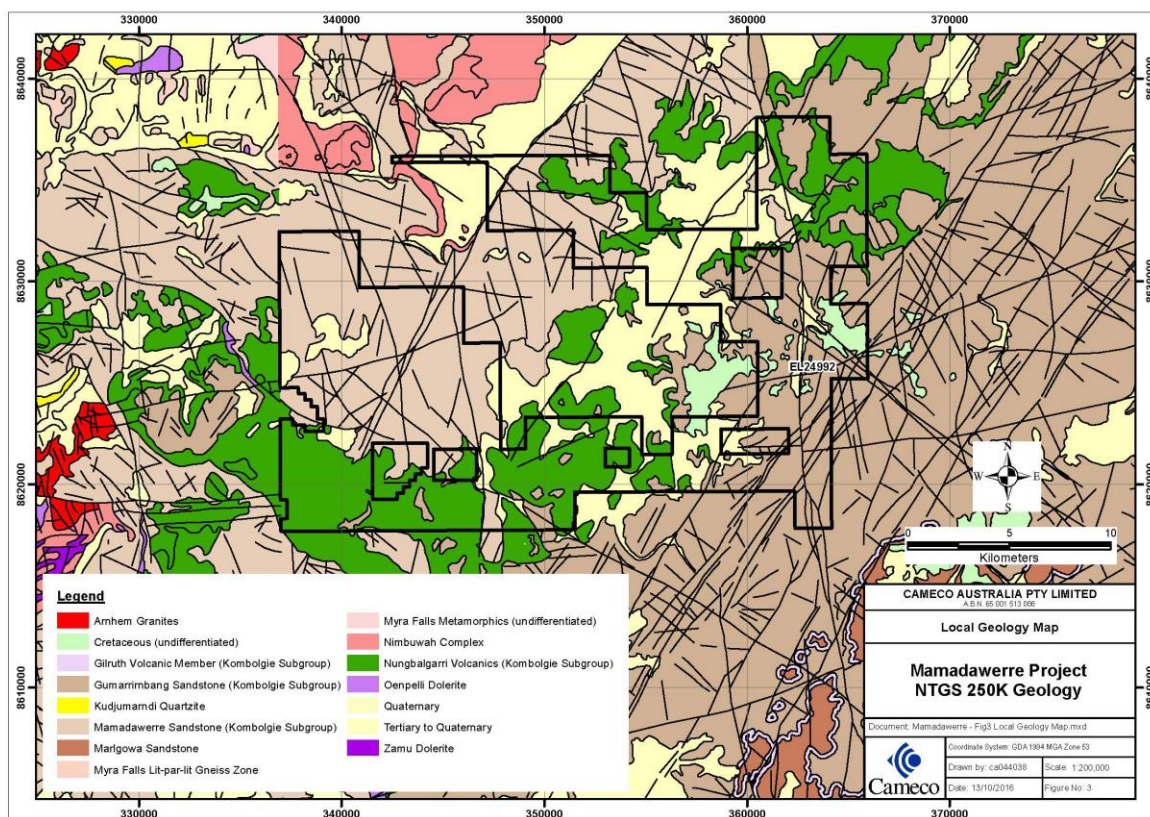 330000
340000
350000
360000
370000
8640000
8640000
8630000
8630000
EL24992
8620000
8620000
N
W
E
S
0
5
10
Kilometers
8610000
8610000
Legend
Arnhem Granites
Cretaceous (undifferentiated)
Gilruth Volcanic Member (Kombolgie Subgroup)
Gumarrirnbang Sandstone (Kombolgie Subgroup)
Kudjumarndi Quartzite
Mamadawerre Sandstone (Kombolgie Subgroup)
Marlgowa Sandstone
Myra Falls Lit-par-lit Gneiss Zone
Myra Falls Metamorphics (undifferentiated)
Nimbuwah Complex
Nungbalgarri Volcanics (Kombolgie Subgroup)
Oenpelli Dolerite
Quaternary
Tertiary to Quaternary
Zamu Dolerite
CAMECO AUSTRALIA PTY LIMITED
A.B.N. 65 001 513 088
Local Geology Map
Mamadawerre Project
NTGS 250K Geology
Document: Mamadawerre - Fig3 Local Geology Map.mxd
Cameco
Coordinate System: GDA 1994 MGA Zone 53
Drawn by: ca044038
Scale: 1:200,000
Date: 13/10/2016
Figure No: 3
330000
340000
350000
360000
370000